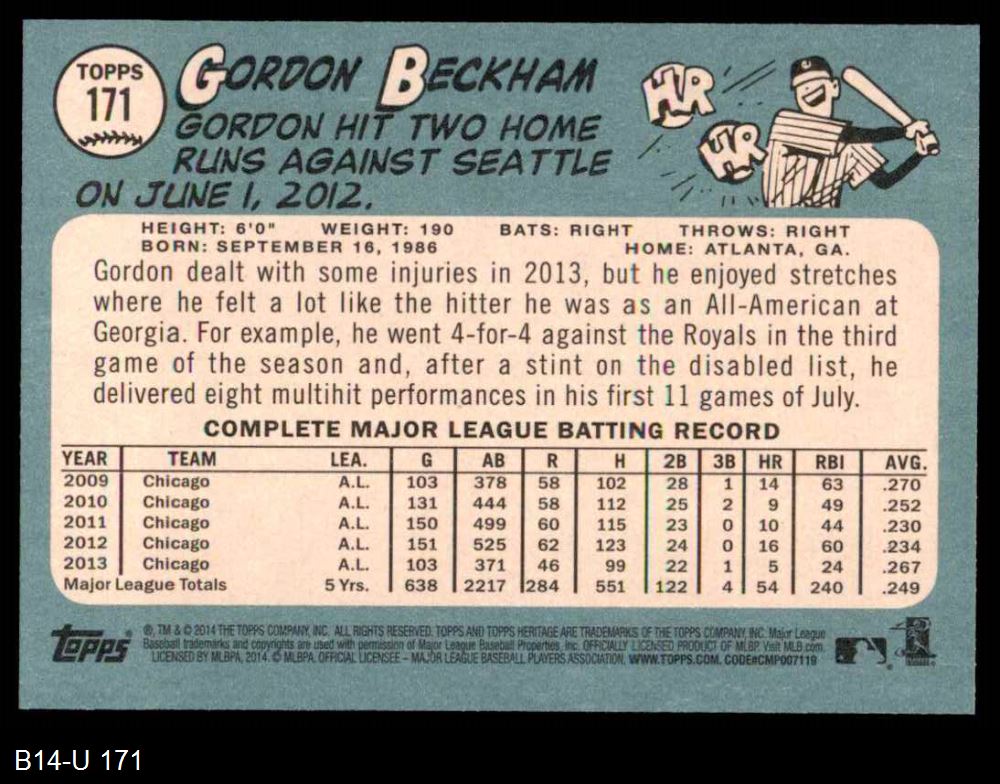 TOPPS
171
GORDON BECKHAM
GORDON HIT TWO HOME
RUNS AGAINST SEATTLE
ON JUNE 1, 2012.
HR
HR
HEIGHT: 6'0" WEIGHT: 190 BATS: RIGHT THROWS: RIGHT
BORN: SEPTEMBER 16, 1986 HOME: ATLANTA, GA.
Gordon dealt with some injuries in 2013, but he enjoyed stretches
where he felt a lot like the hitter he was as an All-American at
Georgia. For example, he went 4-for-4 against the Royals in the third
game of the season and, after a stint on the disabled list, he
delivered eight multihit performances in his first 11 games of July.
COMPLETE MAJOR LEAGUE BATTING RECORD
YEAR TEAM LEA. G AB R H 2B 3B HR RBI AVG.
2009 Chicago A.L. 103 378 58 102 28 1 14 63 .270
2010 Chicago A.L. 131 444 58 112 25 2 9 49 .252
2011 Chicago A.L. 150 499 60 115 23 0 10 44 .230
2012 Chicago A.L. 151 525 62 123 24 0 16 60 .234
2013 Chicago A.L. 103 371 46 99 22 1 5 24 .267
Major League Totals 5 Yrs. 638 2217 284 551 122 4 54 240 .249
Topps
®, TM & © 2014 THE TOPPS COMPANY, INC. ALL RIGHTS RESERVED. TOPPS AND TOPPS HERITAGE ARE TRADEMARKS OF THE TOPPS COMPANY, INC. Major League
Baseball trademarks and copyrights are used with permission of Major League Baseball Properties, Inc. OFFICIALLY LICENSED PRODUCT OF MLBP Visit MLB.com
LICENSED BY MLBPA, 2014. © MLBPA, OFFICIAL LICENSEE – MAJOR LEAGUE BASEBALL PLAYERS ASSOCIATION. WWW.TOPPS.COM. CODE#CMP007119
B14-U 171